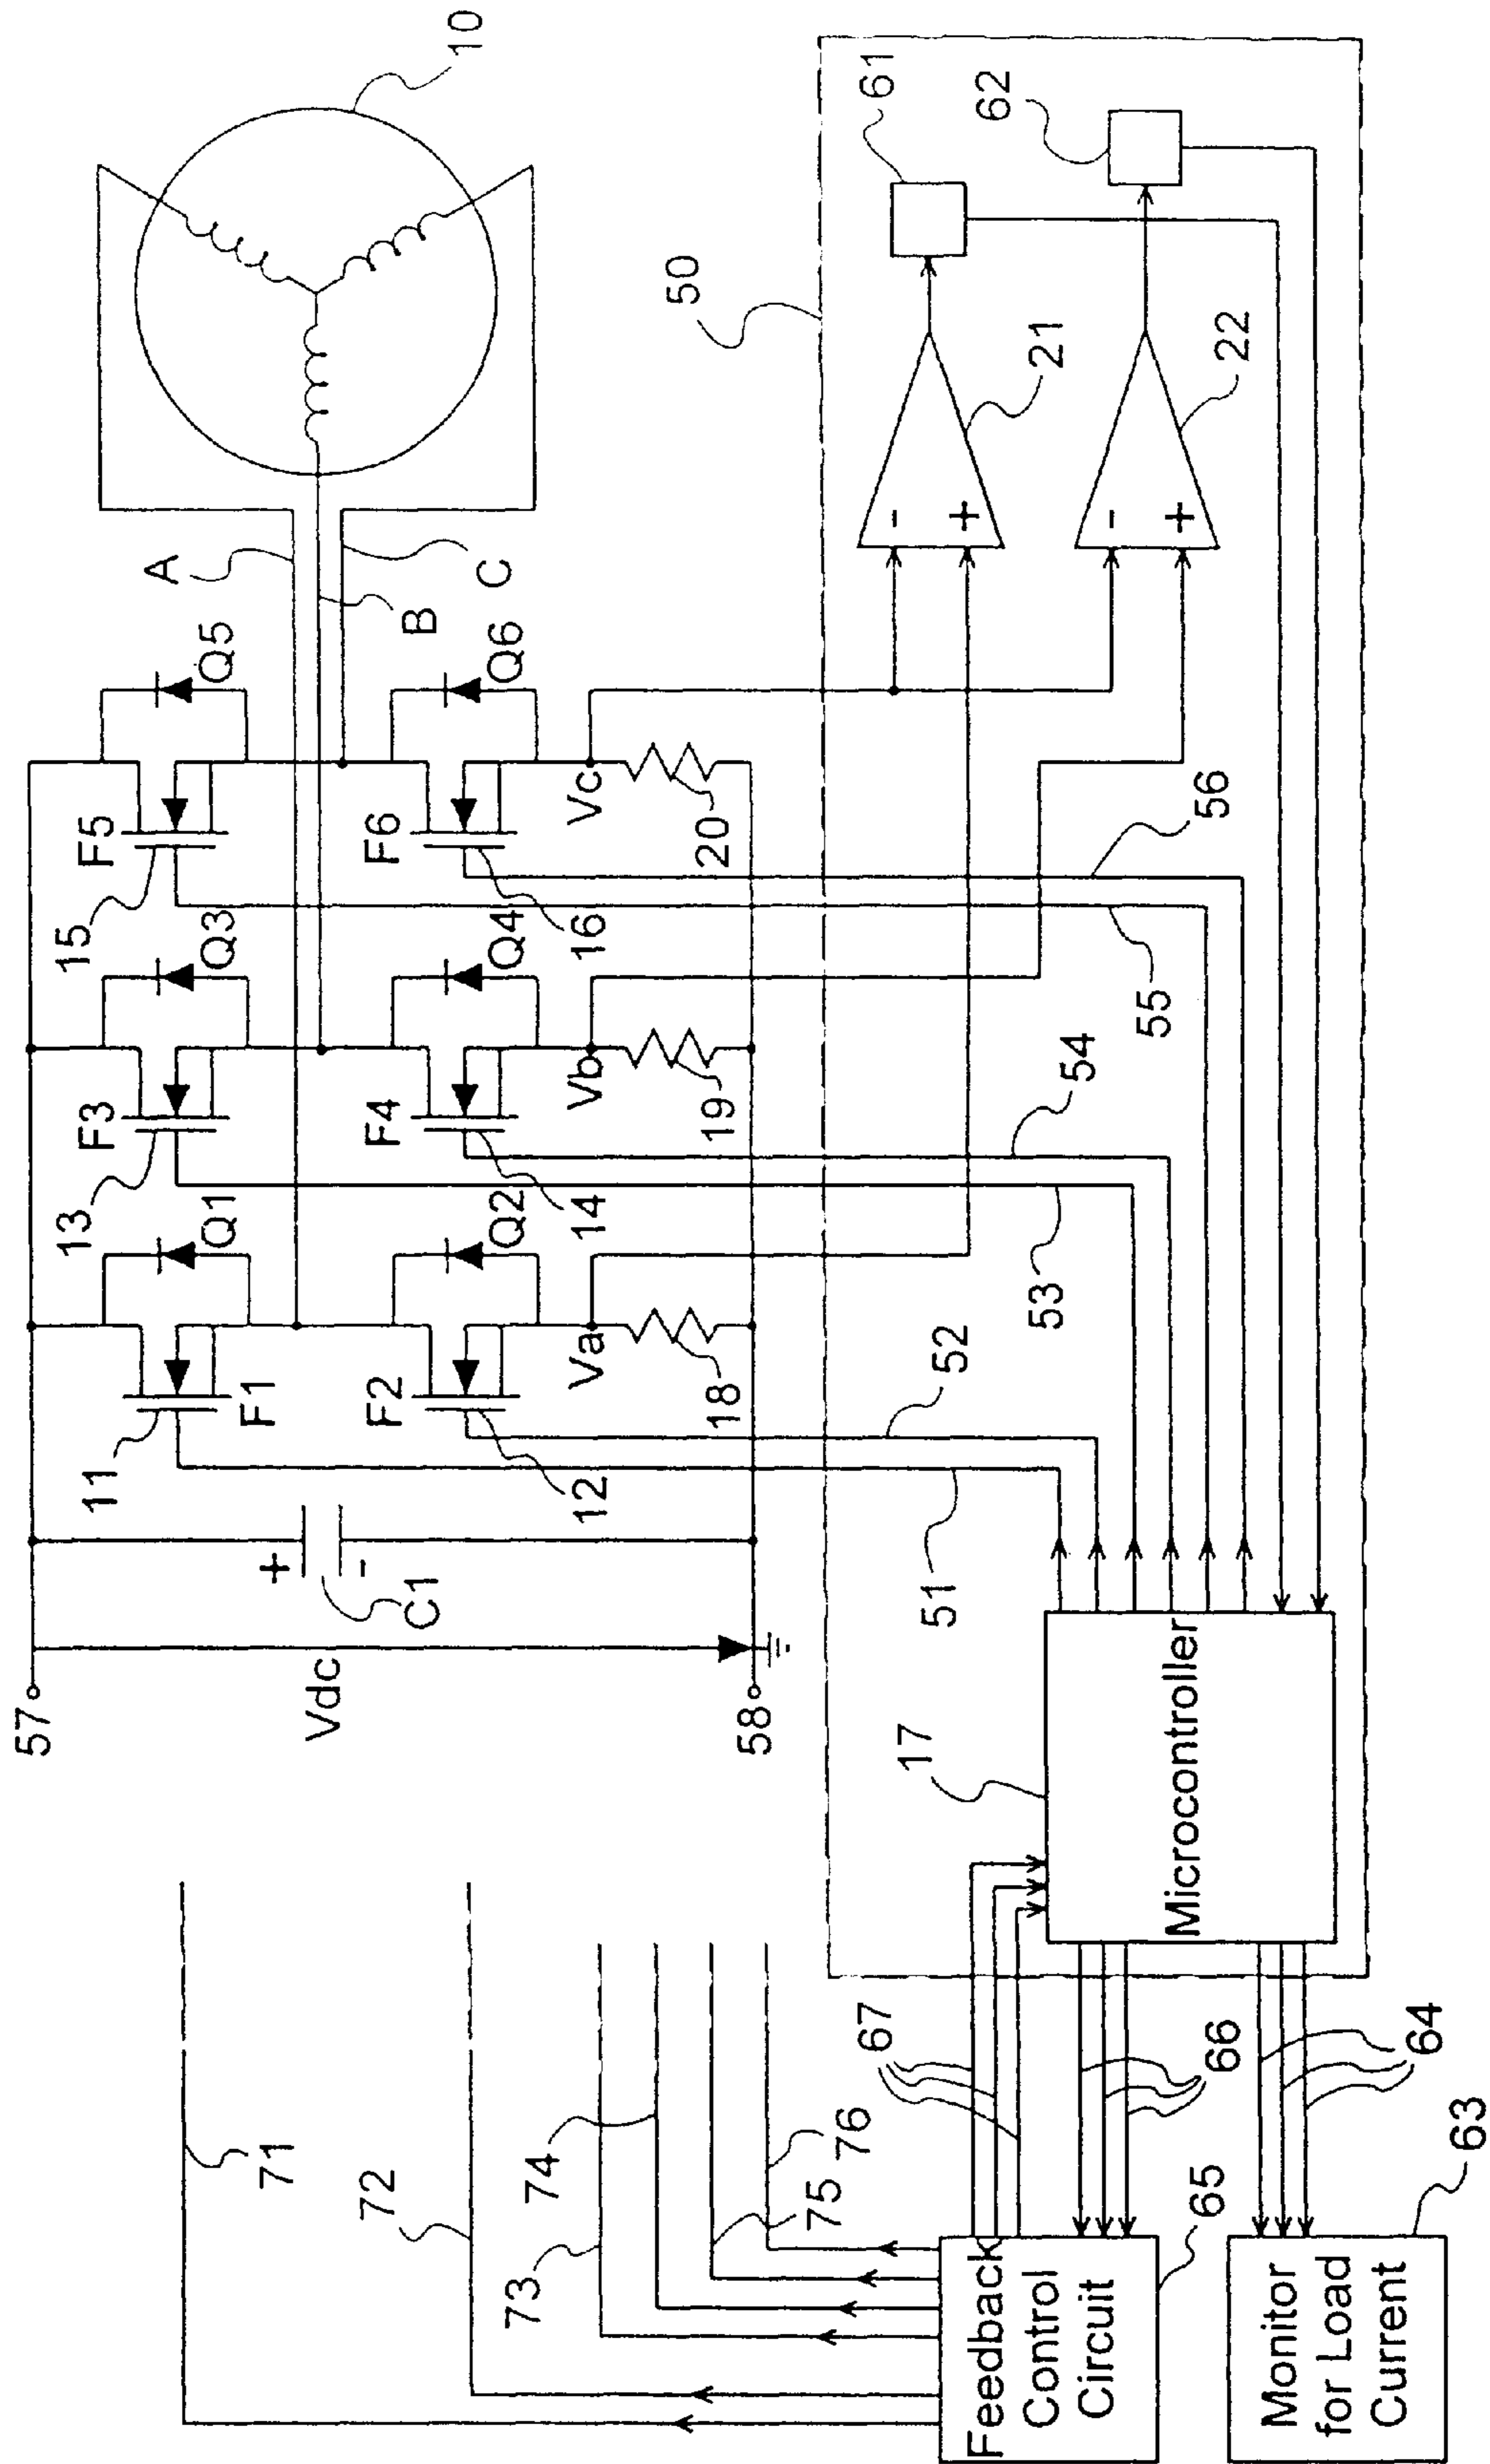 57
Vdc
58
+
-
C1
11
F1
Q1
12
F2
Q2
Va
18
13
F3
Q3
14
F4
Q4
Vb
19
15
F5
Q5
16
F6
Q6
Vc
20
A
B
C
10
51
52
53
54
55
56
50
-
+
21
61
-
+
22
62
17
Microcontroller
71
72
73
74
75
76
67
66
64
Feedback
Control
Circuit
65
Monitor
for Load
Current
63